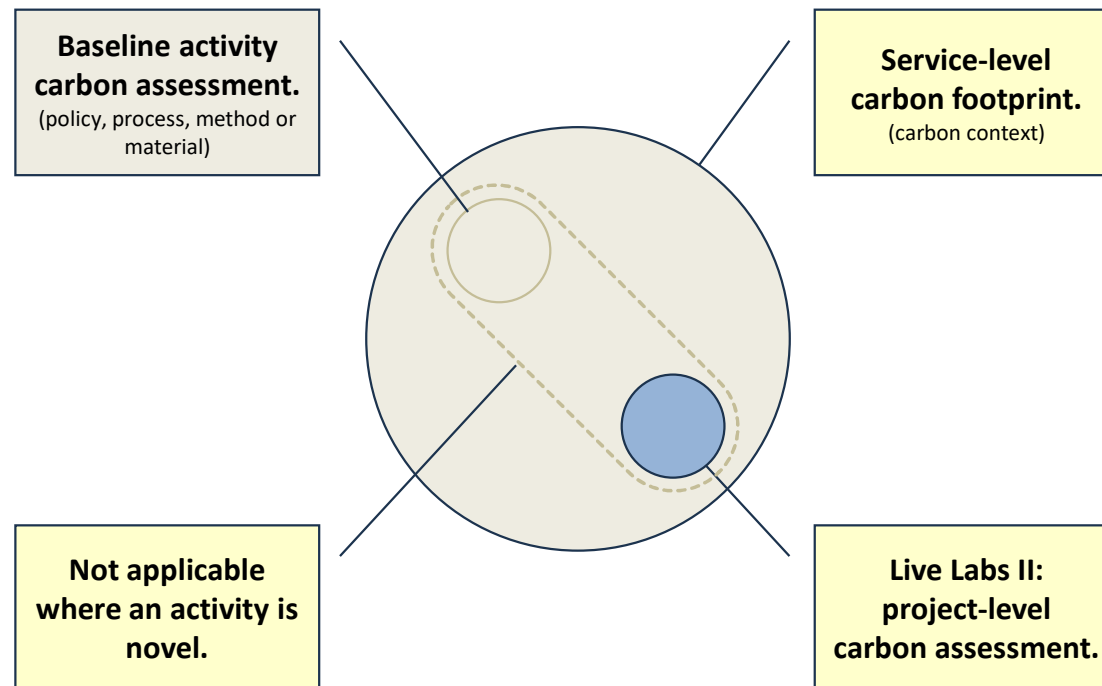 Baseline activity
carbon assessment.
(policy, process, method or
material)
Service-level
carbon footprint.
(carbon context)
Not applicable
where an activity is
novel.
Live Labs II:
project-level
carbon assessment.